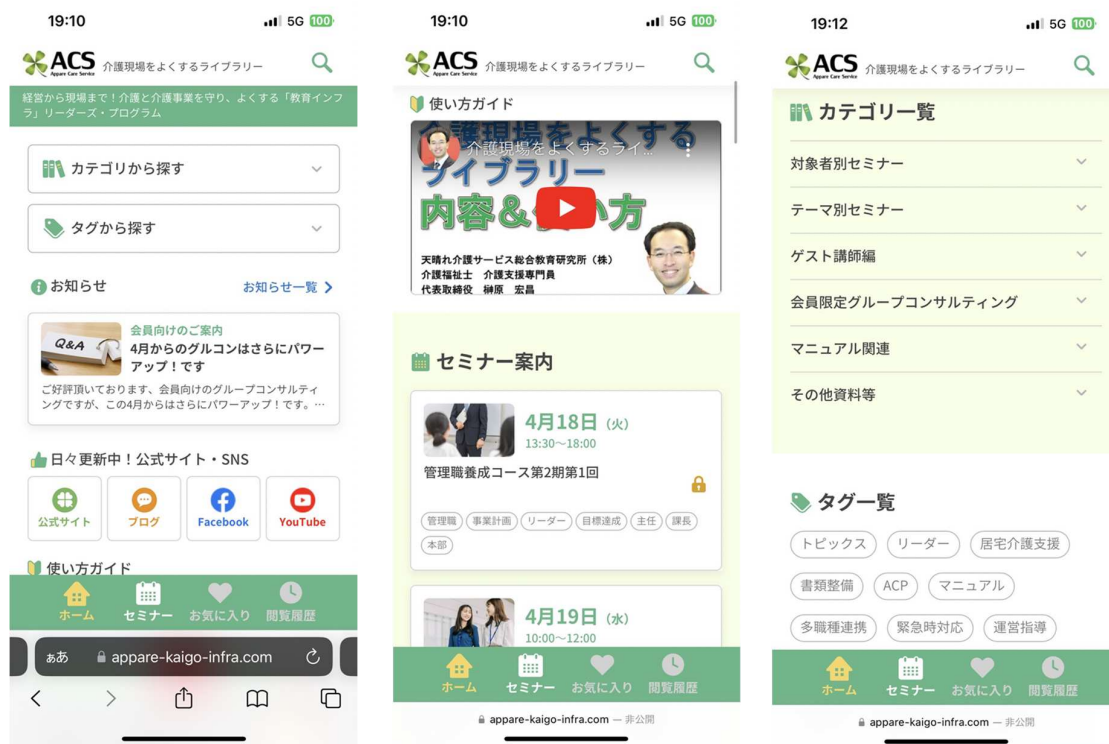 19:10
5G 100
ACS
Appare Care Service
介護現場をよくするライブラリー
経営から現場まで！介護と介護事業を守り、よくする「教育インフ
ラ」リーダーズ・プログラム
カテゴリから探す
タグから探す
お知らせ
お知らせ一覧
Q&A
会員向けのご案内
4月からのグルコンはさらにパワー
アップ！です
ご好評頂いております、会員向けのグループコンサルティ
ングですが、この4月からはさらにパワーアップ！です。…
日々更新中！公式サイト・SNS
公式サイト
ブログ
Facebook
YouTube
使い方ガイド
ホーム
セミナー
お気に入り
閲覧履歴
ぁあ
appare-kaigo-infra.com
19:10
5G 100
ACS
Appare Care Service
介護現場をよくするライブラリー
使い方ガイド
介護現場をよくするライ...
介護現場をよくする
ライブラリー
内容＆使い方
天晴れ介護サービス総合教育研究所（株）
介護福祉士 介護支援専門員
代表取締役 榊原 宏昌
セミナー案内
4月18日（火）
13:30〜18:00
管理職養成コース第2期第1回
管理職
事業計画
リーダー
目標達成
主任
課長
本部
4月19日（水）
10:00〜12:00
ホーム
セミナー
お気に入り
閲覧履歴
appare-kaigo-infra.com — 非公開
19:12
5G 100
ACS
Appare Care Service
介護現場をよくするライブラリー
カテゴリ一覧
対象者別セミナー
テーマ別セミナー
ゲスト講師編
会員限定グループコンサルティング
マニュアル関連
その他資料等
タグ一覧
トピックス
リーダー
居宅介護支援
書類整備
ACP
マニュアル
多職種連携
緊急時対応
運営指導
ホーム
セミナー
お気に入り
閲覧履歴
appare-kaigo-infra.com — 非公開